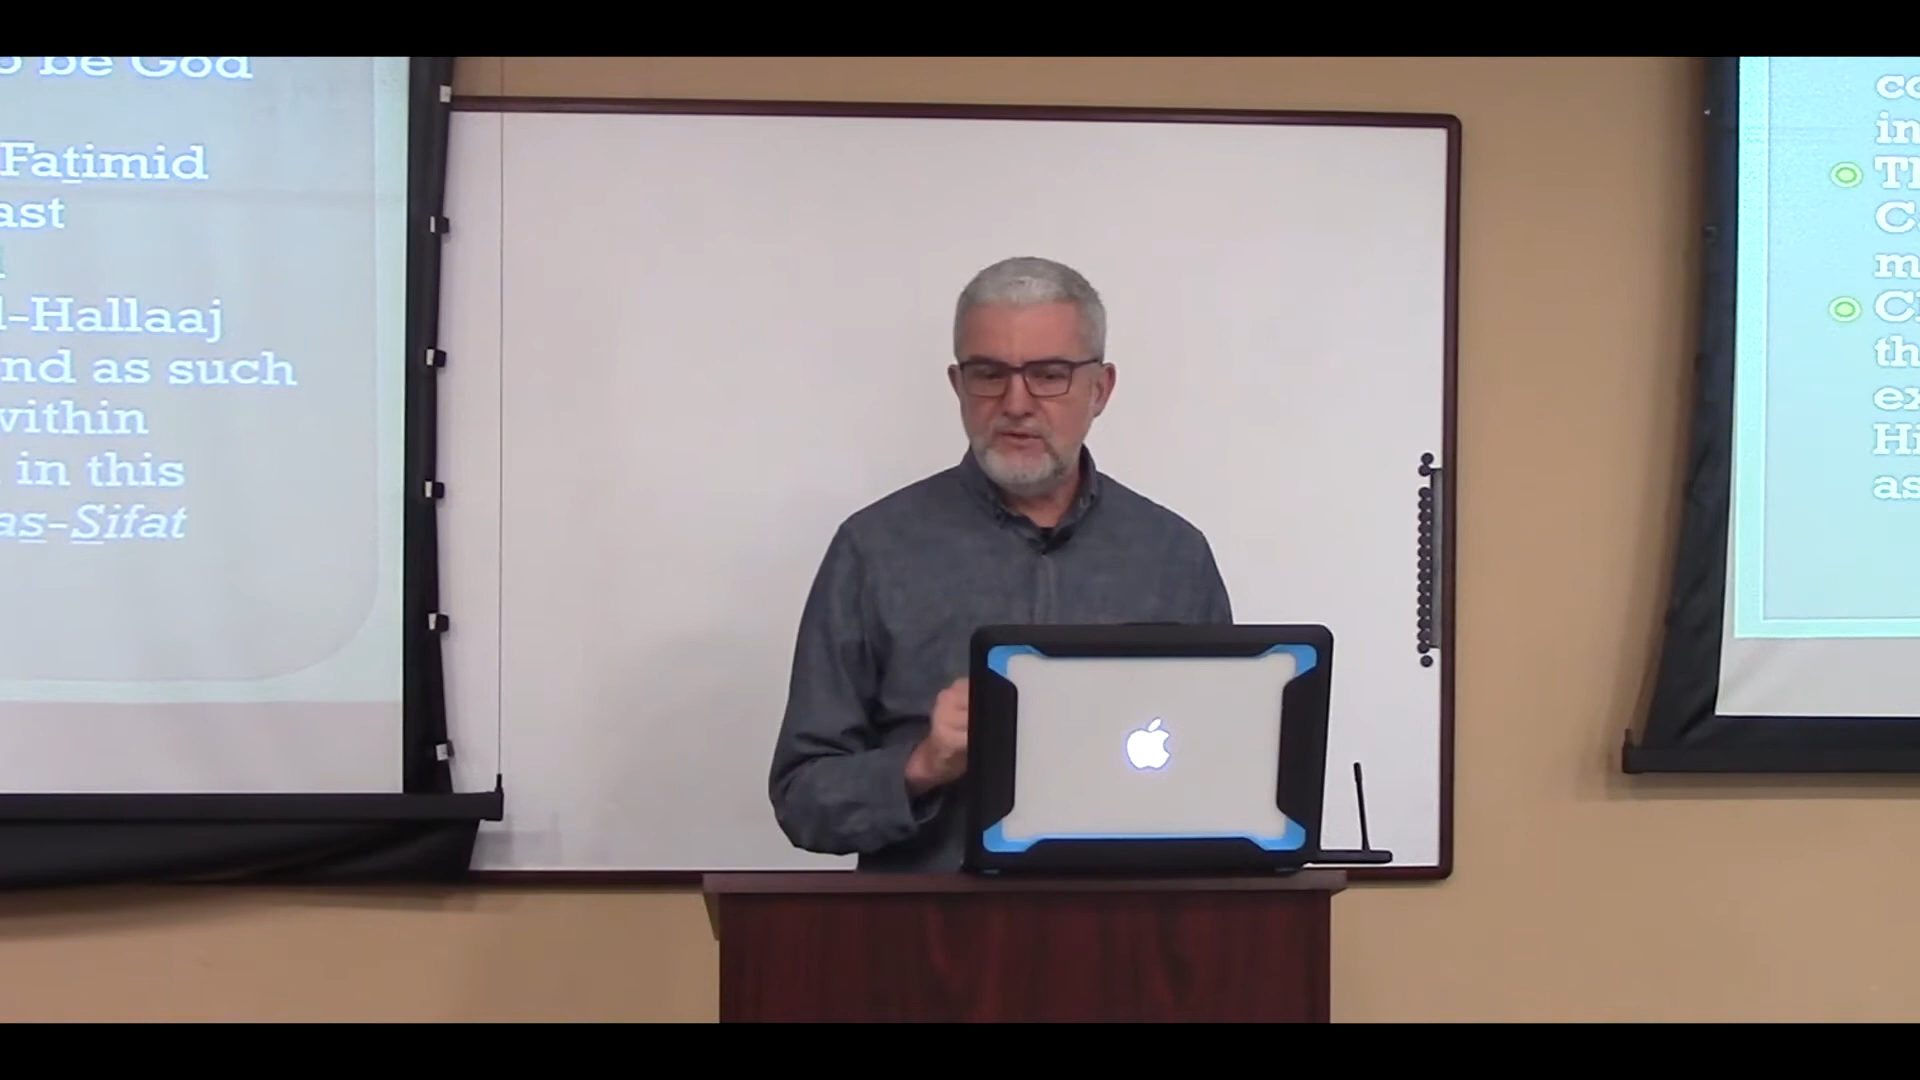 be God
Fatimid
ast
l-Hallaaj
nd as such
within
in this
as-Sifat
co
in
Th
C
m
Cl
th
ex
Hi
as